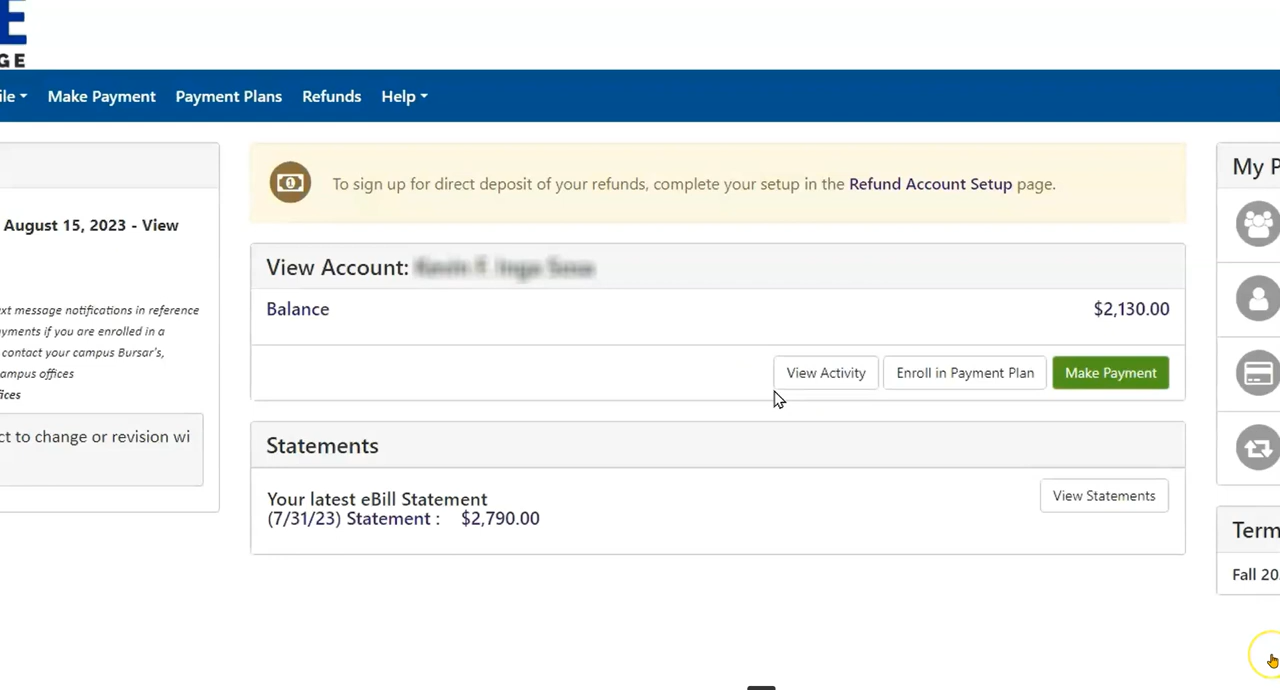 E
GE
ile
Make Payment
Payment Plans
Refunds
Help
August 15, 2023 - View
xt message notifications in reference
yments if you are enrolled in a
contact your campus Bursar's,
ampus offices
fices
ct to change or revision wi
To sign up for direct deposit of your refunds, complete your setup in the Refund Account Setup page.
View Account:
Balance
$2,130.00
View Activity
Enroll in Payment Plan
Make Payment
Statements
Your latest eBill Statement
(7/31/23) Statement : $2,790.00
View Statements
My P
Term
Fall 20